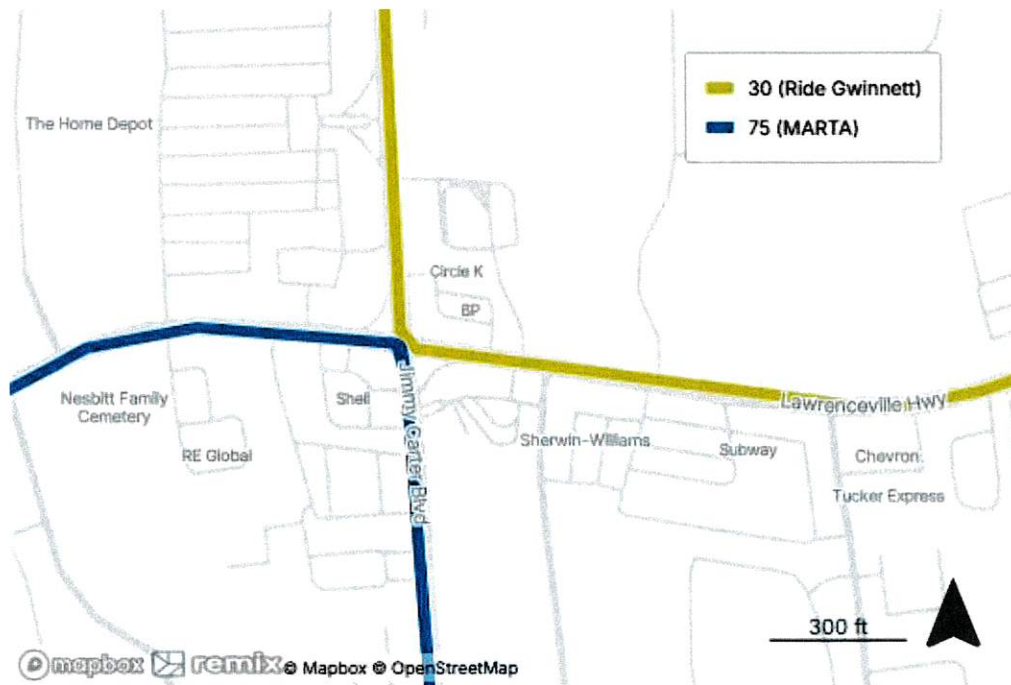 30 (Ride Gwinnett)
75 (MARTA)
The Home Depot
Circle K
BP
Jimmy Carter Blvd
Lawrenceville Hwy
Nesbitt Family
Cemetery
Shell
RE Global
Sherwin-Williams
Subway
Chevron
Tucker Express
300 ft
mapbox remix © Mapbox © OpenStreetMap